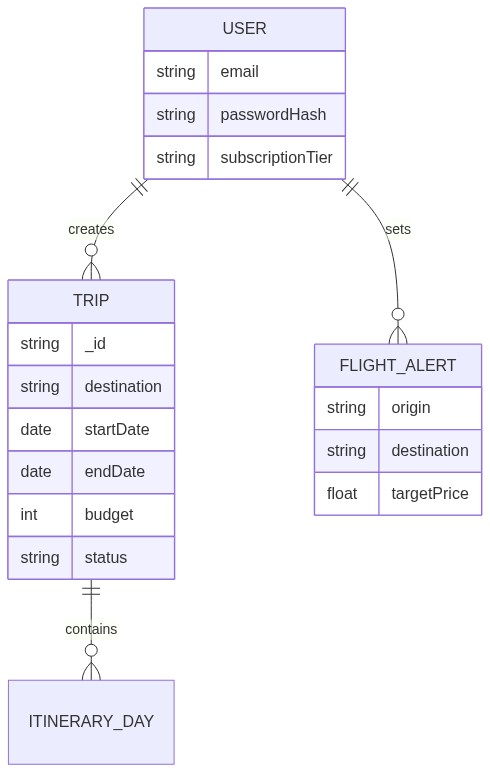 USER
string email
string passwordHash
string subscriptionTier
creates
sets
TRIP
string _id
string destination
date startDate
date endDate
int budget
string status
FLIGHT_ALERT
string origin
string destination
float targetPrice
contains
ITINERARY_DAY